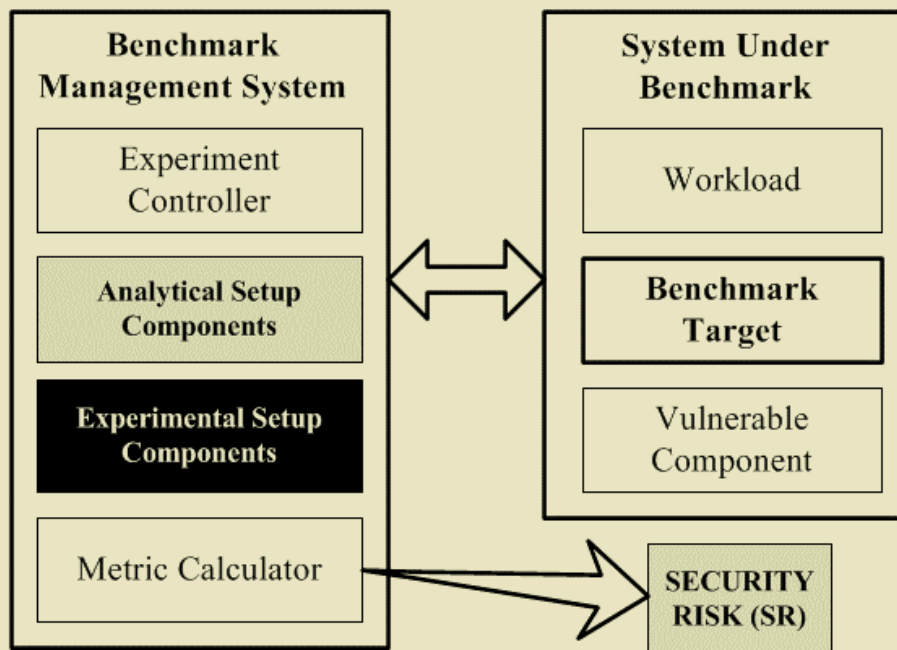 Benchmark
Management System
Experiment
Controller
Analytical Setup
Components
Experimental Setup
Components
Metric Calculator
System Under
Benchmark
Workload
Benchmark
Target
Vulnerable
Component
SECURITY
RISK (SR)